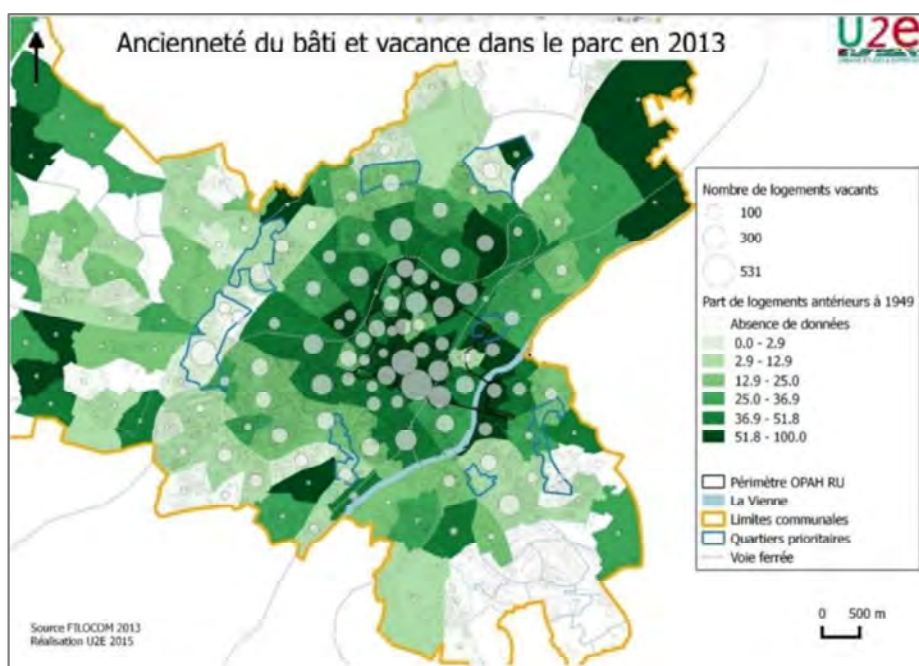 Ancienneté du bâti et vacance dans le parc en 2013
U2e
Nombre de logements vacants
100
300
531
Part de logements antérieurs à 1949
Absence de données
0.0 - 2.9
2.9 - 12.9
12.9 - 25.0
25.0 - 36.9
36.9 - 51.8
51.8 - 100.0
Périmètre OPAH RU
La Vienne
Limites communales
Quartiers prioritaires
Voie ferrée
0 500 m
Source FILOCOM 2013
Réalisation U2E 2015